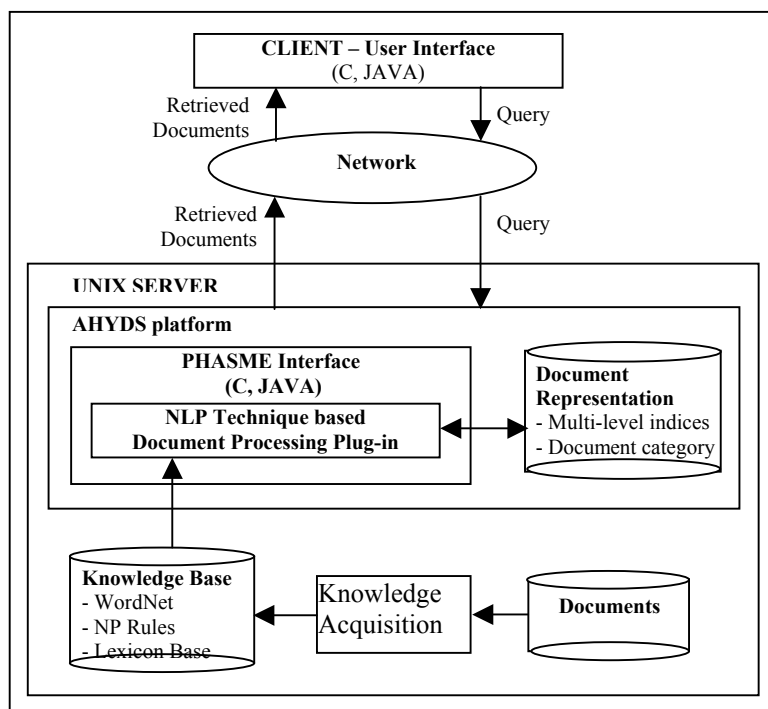 CLIENT – User Interface
(C, JAVA)
Retrieved
Documents
Query
Network
Retrieved
Documents
Query
UNIX SERVER
AHYDS platform
PHASME Interface
(C, JAVA)
NLP Technique based
Document Processing Plug-in
Document
Representation
- Multi-level indices
- Document category
Knowledge Base
- WordNet
- NP Rules
- Lexicon Base
Knowledge
Acquisition
Documents